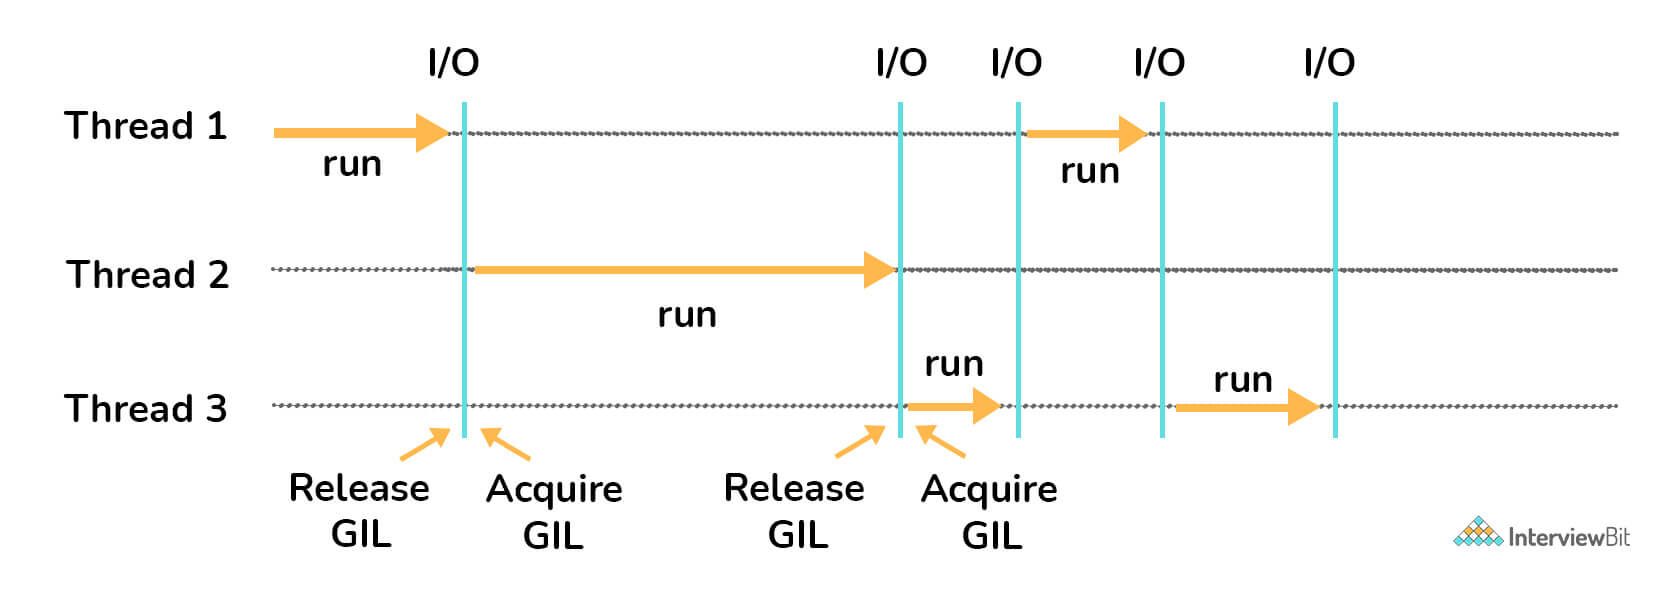 I/O I/O I/O I/O I/O
Thread 1
run
run
Thread 2
run
run
run
Thread 3
Release
GIL
Acquire
GIL
Release
GIL
Acquire
GIL
InterviewBit